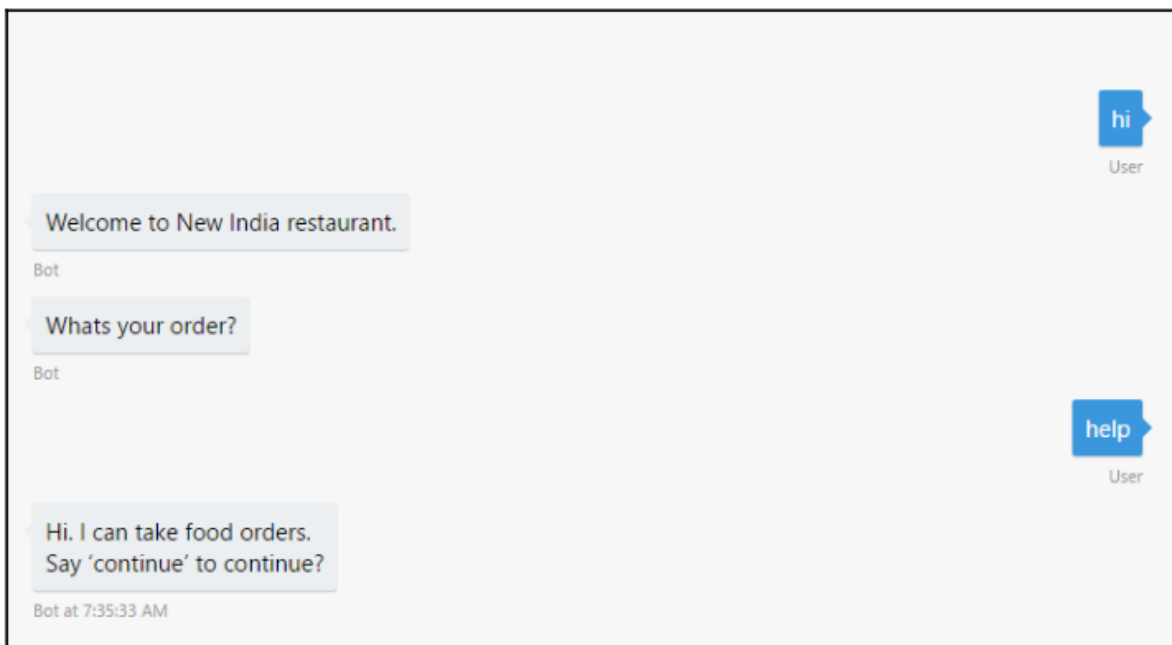 hi
User
Welcome to New India restaurant.
Bot
Whats your order?
Bot
help
User
Hi. I can take food orders.
Say ‘continue’ to continue?
Bot at 7:35:33 AM